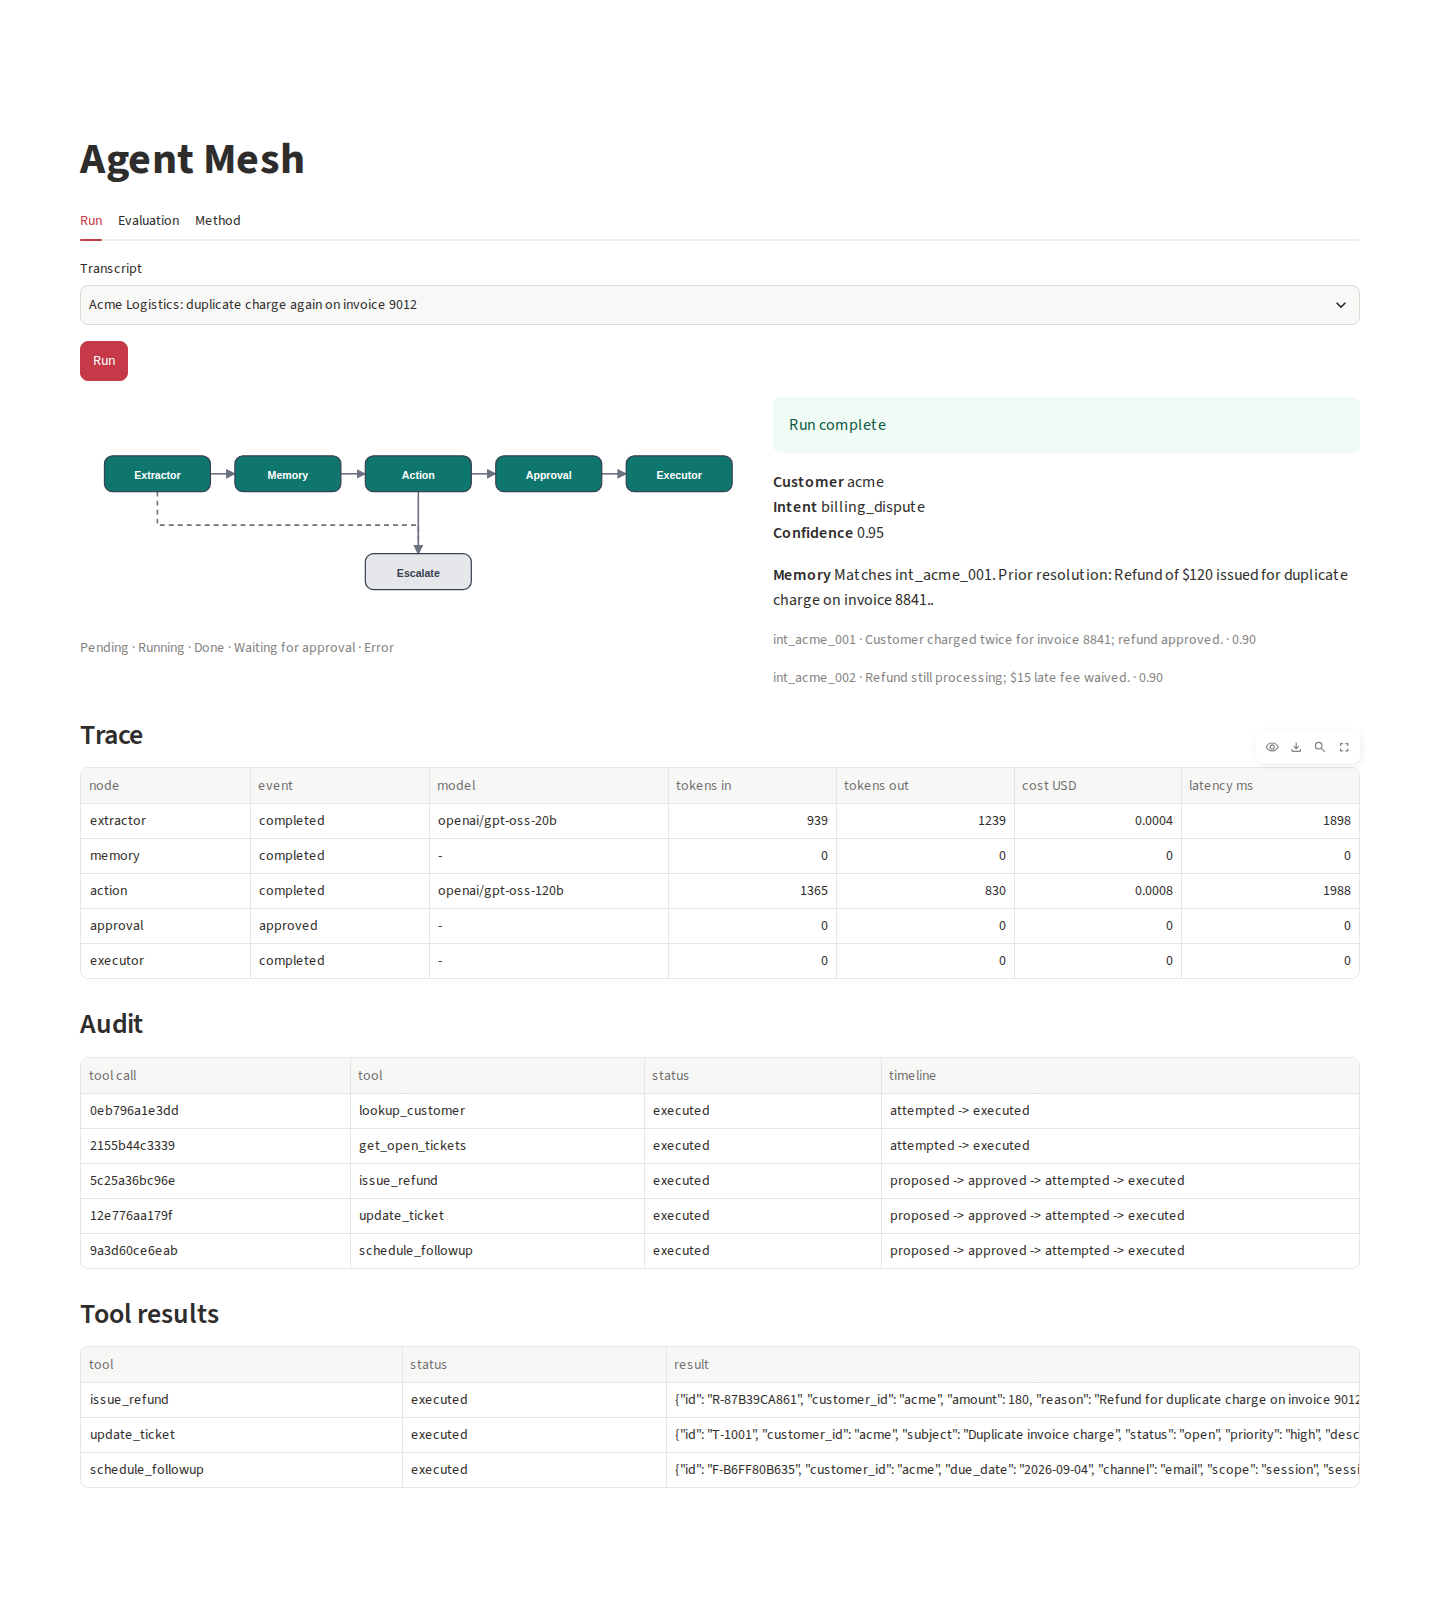 Agent Mesh
Run Evaluation Method
Transcript
Acme Logistics: duplicate charge again on invoice 9012
Run
Extractor Memory Action Approval Executor
Escalate
Pending · Running · Done · Waiting for approval · Error
Run complete
Customer acme
Intent billing_dispute
Confidence 0.95
Memory Matches int_acme_001. Prior resolution: Refund of $120 issued for duplicate
charge on invoice 8841..
int_acme_001 · Customer charged twice for invoice 8841; refund approved. · 0.90
int_acme_002 · Refund still processing; $15 late fee waived. · 0.90
Trace
node event model tokens in tokens out cost USD latency ms
extractor completed openai/gpt-oss-20b 939 1239 0.0004 1898
memory completed - 0 0 0 0
action completed openai/gpt-oss-120b 1365 830 0.0008 1988
approval approved - 0 0 0 0
executor completed - 0 0 0 0
Audit
tool call tool status timeline
0eb796a1e3dd lookup_customer executed attempted -> executed
2155b44c3339 get_open_tickets executed attempted -> executed
5c25a36bc96e issue_refund executed proposed -> approved -> attempted -> executed
12e776aa179f update_ticket executed proposed -> approved -> attempted -> executed
9a3d60ce6eab schedule_followup executed proposed -> approved -> attempted -> executed
Tool results
tool status result
issue_refund executed {"id": "R-87B39CA861", "customer_id": "acme", "amount": 180, "reason": "Refund for duplicate charge on invoice 9012
update_ticket executed {"id": "T-1001", "customer_id": "acme", "subject": "Duplicate invoice charge", "status": "open", "priority": "high", "desc
schedule_followup executed {"id": "F-B6FF80B635", "customer_id": "acme", "due_date": "2026-09-04", "channel": "email", "scope": "session", "sessi